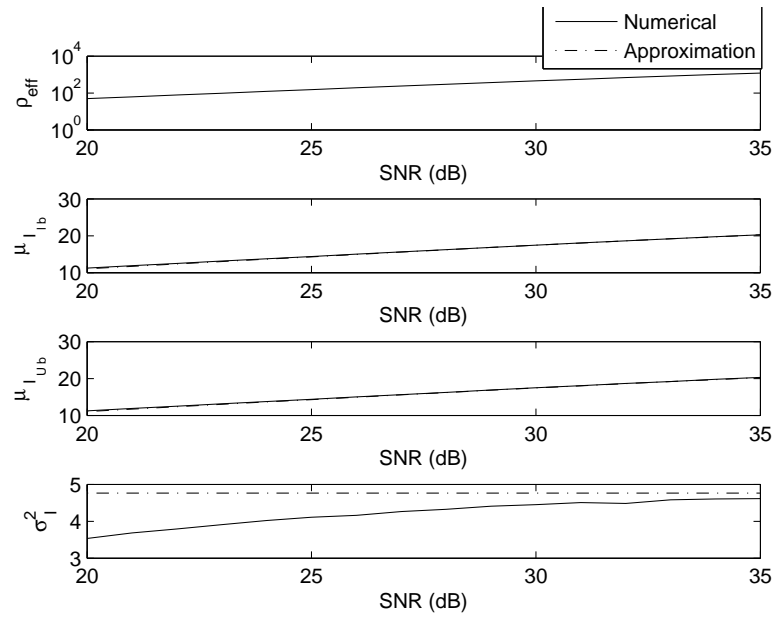 Numerical
Approximation
10^4
10^2
10^0
ρ_eff
20 25 30 35
SNR (dB)
30
20
10
μ_I_lb
20 25 30 35
SNR (dB)
30
20
10
μ_I_Ub
20 25 30 35
SNR (dB)
5
4
3
σ_I^2
20 25 30 35
SNR (dB)